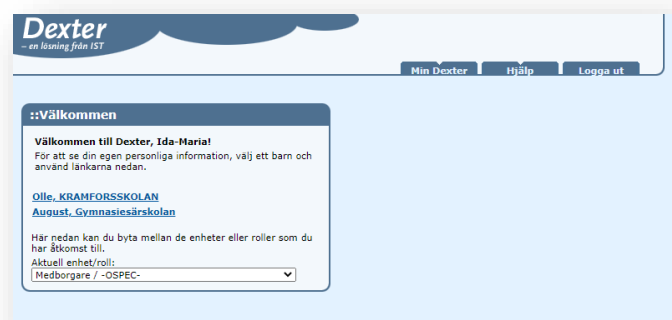 Dexter
– en lösning från IST
Min Dexter Hjälp Logga ut
::Välkommen
Välkommen till Dexter, Ida-Maria!
För att se din egen personliga information, välj ett barn och
använd länkarna nedan.
Olle, KRAMFORSSKOLAN
August, Gymnasiesärskolan
Här nedan kan du byta mellan de enheter eller roller som du
har åtkomst till.
Aktuell enhet/roll:
Medborgare / -OSPEC-